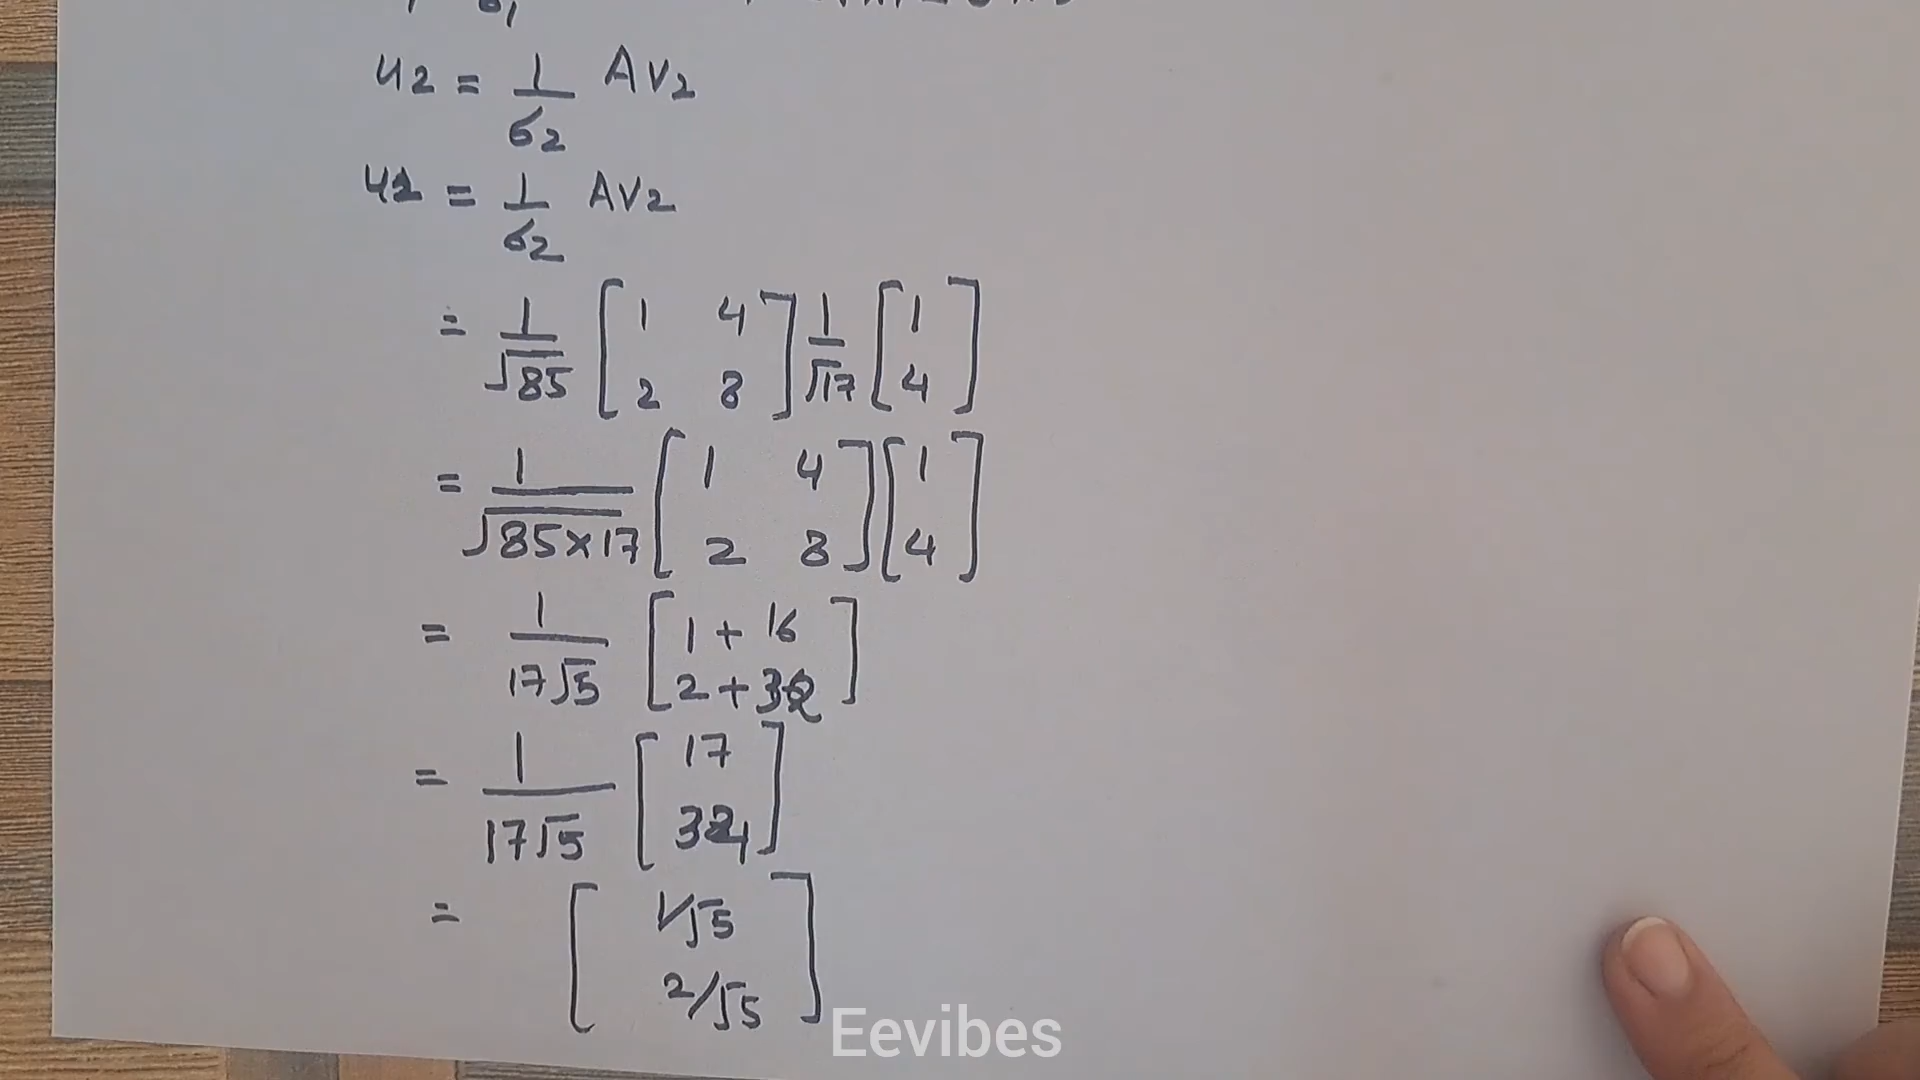 u2 = 1/σ2 Av2
u2 = 1/σ2 Av2
= 1/√85 [1 4; 2 8] 1/√17 [1; 4]
= 1/√85×17 [1 4; 2 8] [1; 4]
= 1/17√5 [1 + 16; 2 + 32]
= 1/17√5 [17; 34]
= [1/√5; 2/√5]
Eevibes